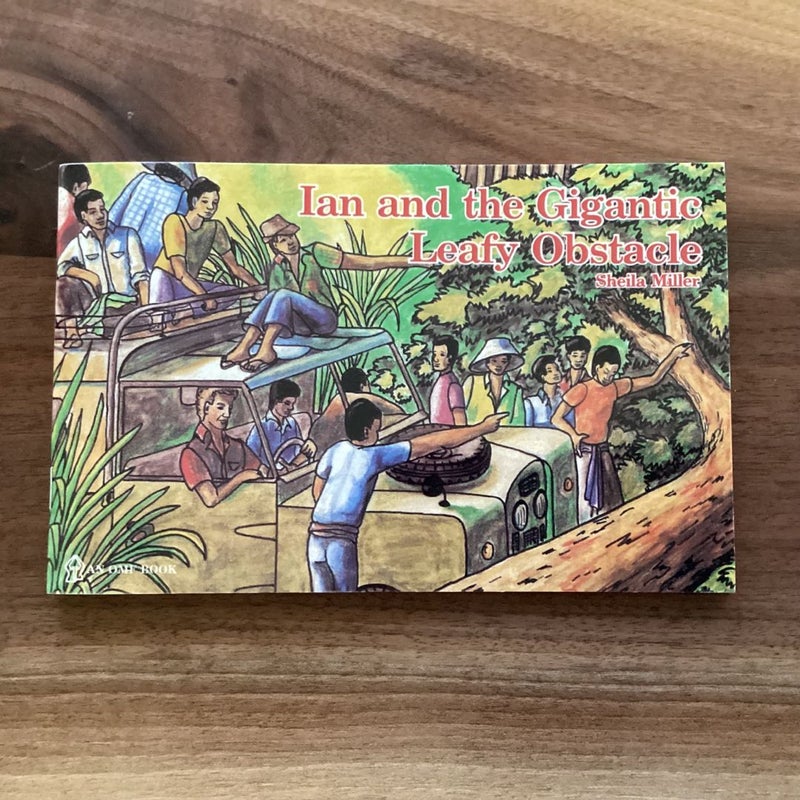 Ian and the Gigantic
Leafy Obstacle
Sheila Miller
AN OMF BOOK